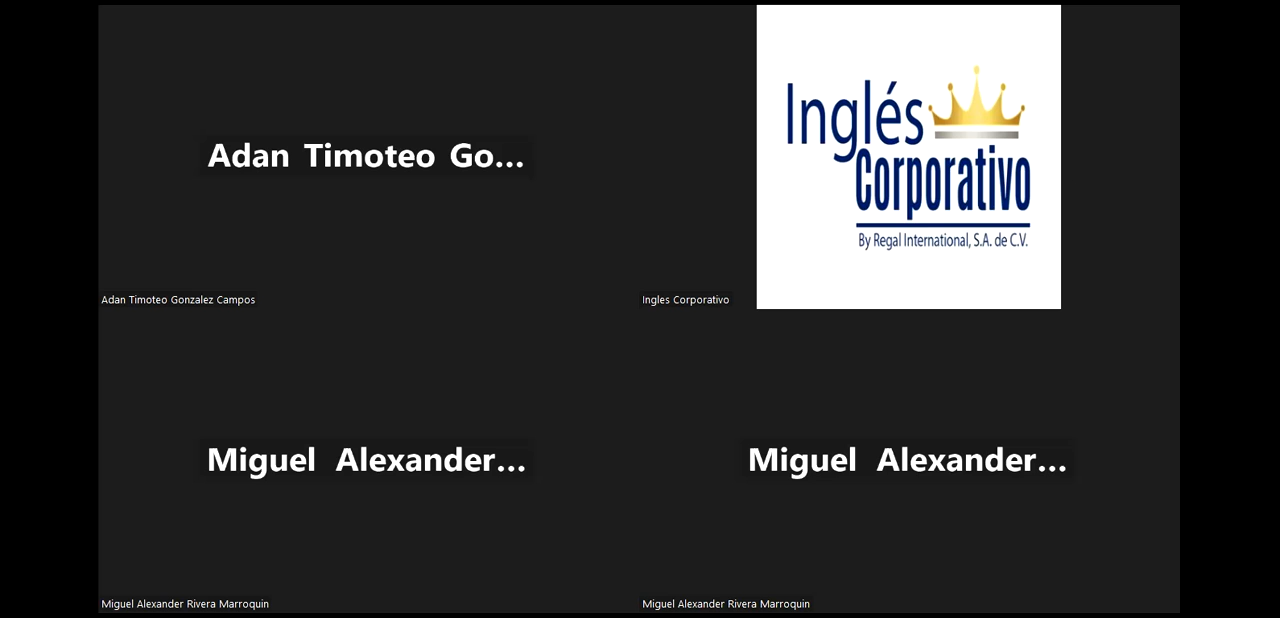 Adan Timoteo Go...
Adan Timoteo Gonzalez Campos
Inglés
Corporativo
By Regal International, S.A. de C.V.
Ingles Corporativo
Miguel Alexander...
Miguel Alexander Rivera Marroquin
Miguel Alexander...
Miguel Alexander Rivera Marroquin